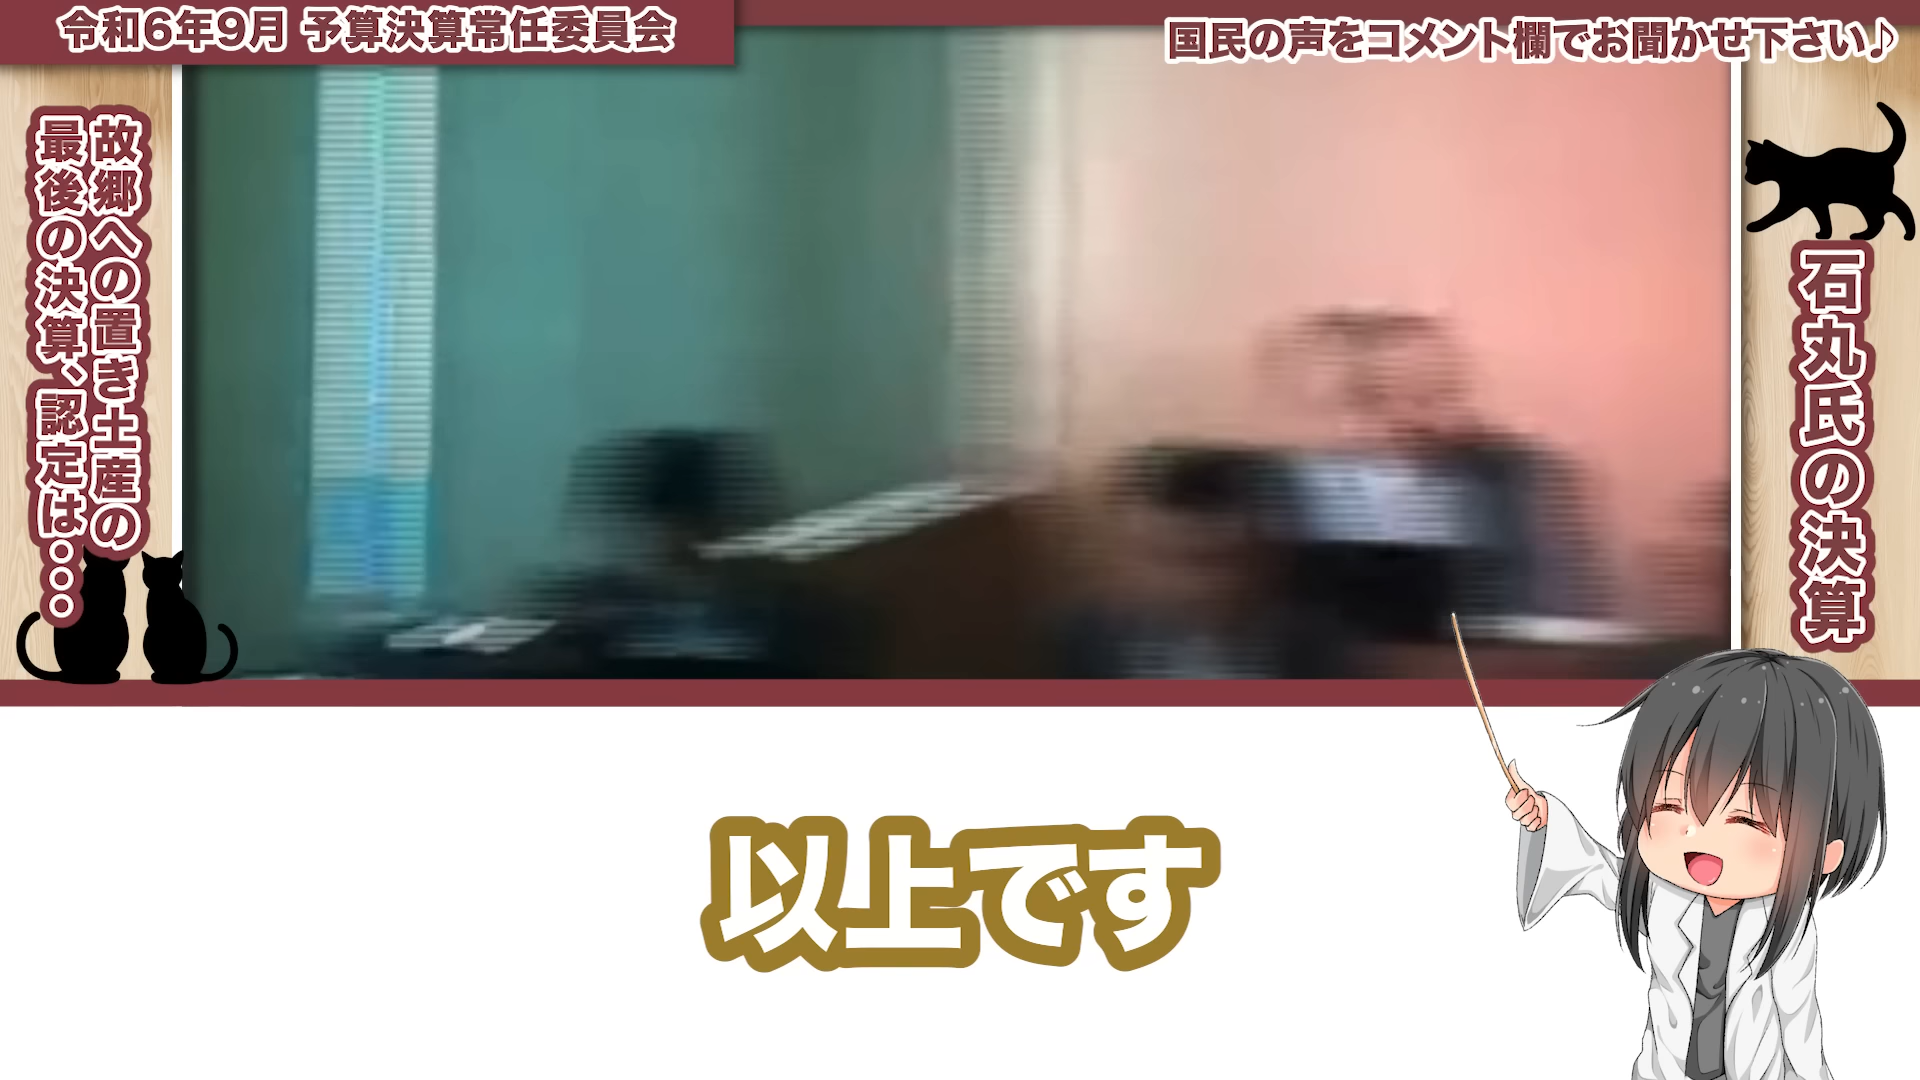 令和6年9月 予算決算常任委員会
国民の声をコメント欄でお聞かせ下さい♪
故郷への置き土産の
最後の決算、認定は・・・。。。
石丸氏の決算
以上です